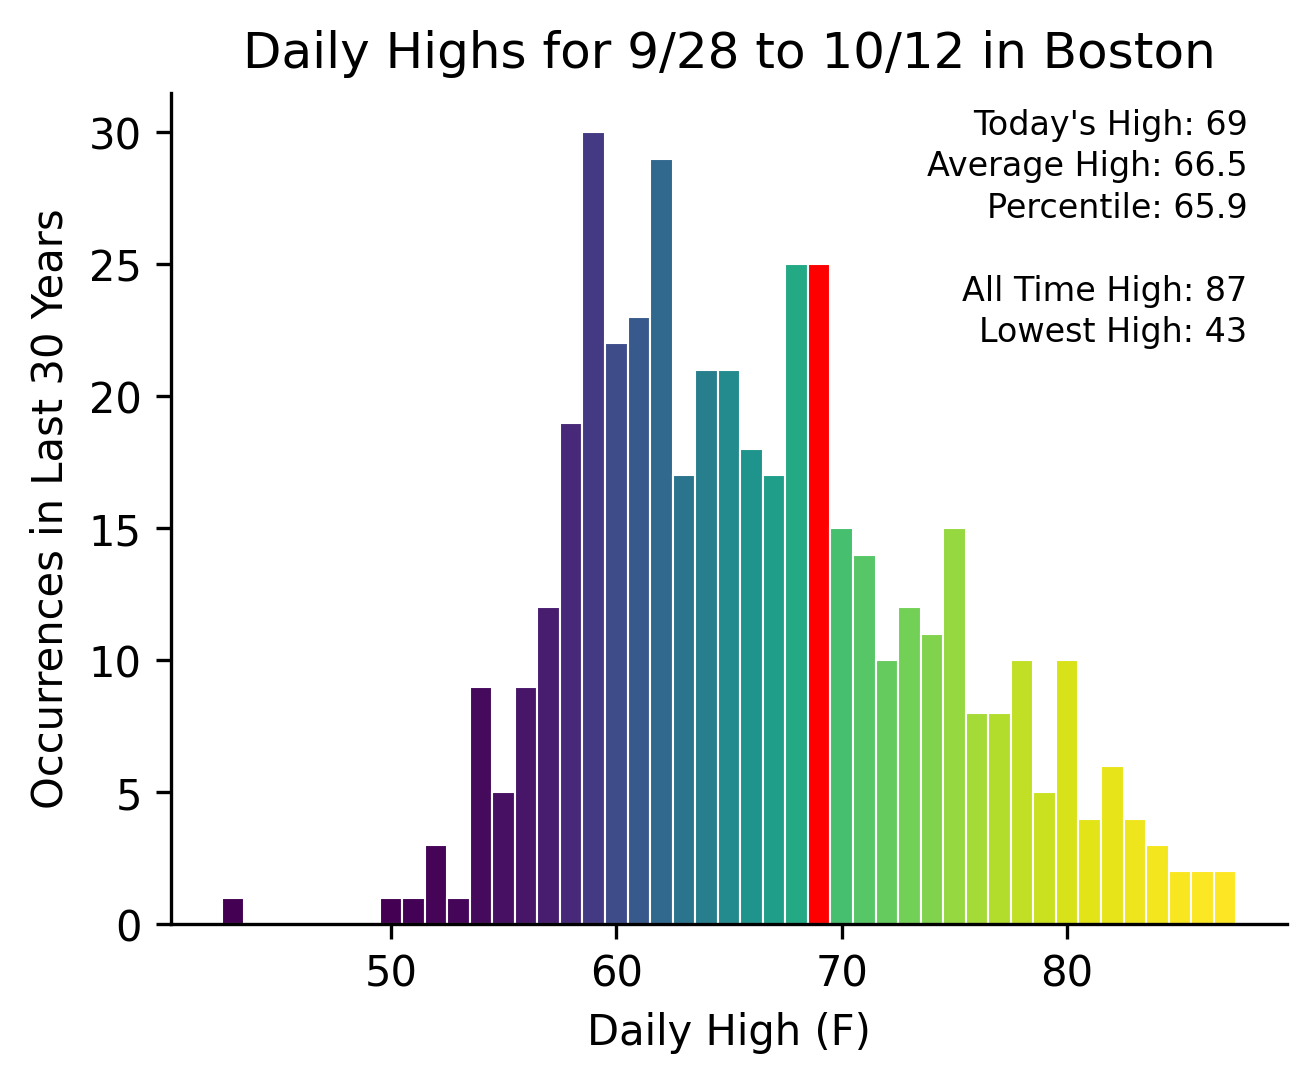 Daily Highs for 9/28 to 10/12 in Boston
Today's High: 69
Average High: 66.5
Percentile: 65.9
All Time High: 87
Lowest High: 43
Occurrences in Last 30 Years
30
25
20
15
10
5
0
50 60 70 80
Daily High (F)